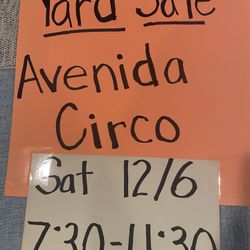 Yard Sale
Avenida
Circo
Sat 12/6
7:30-11:30